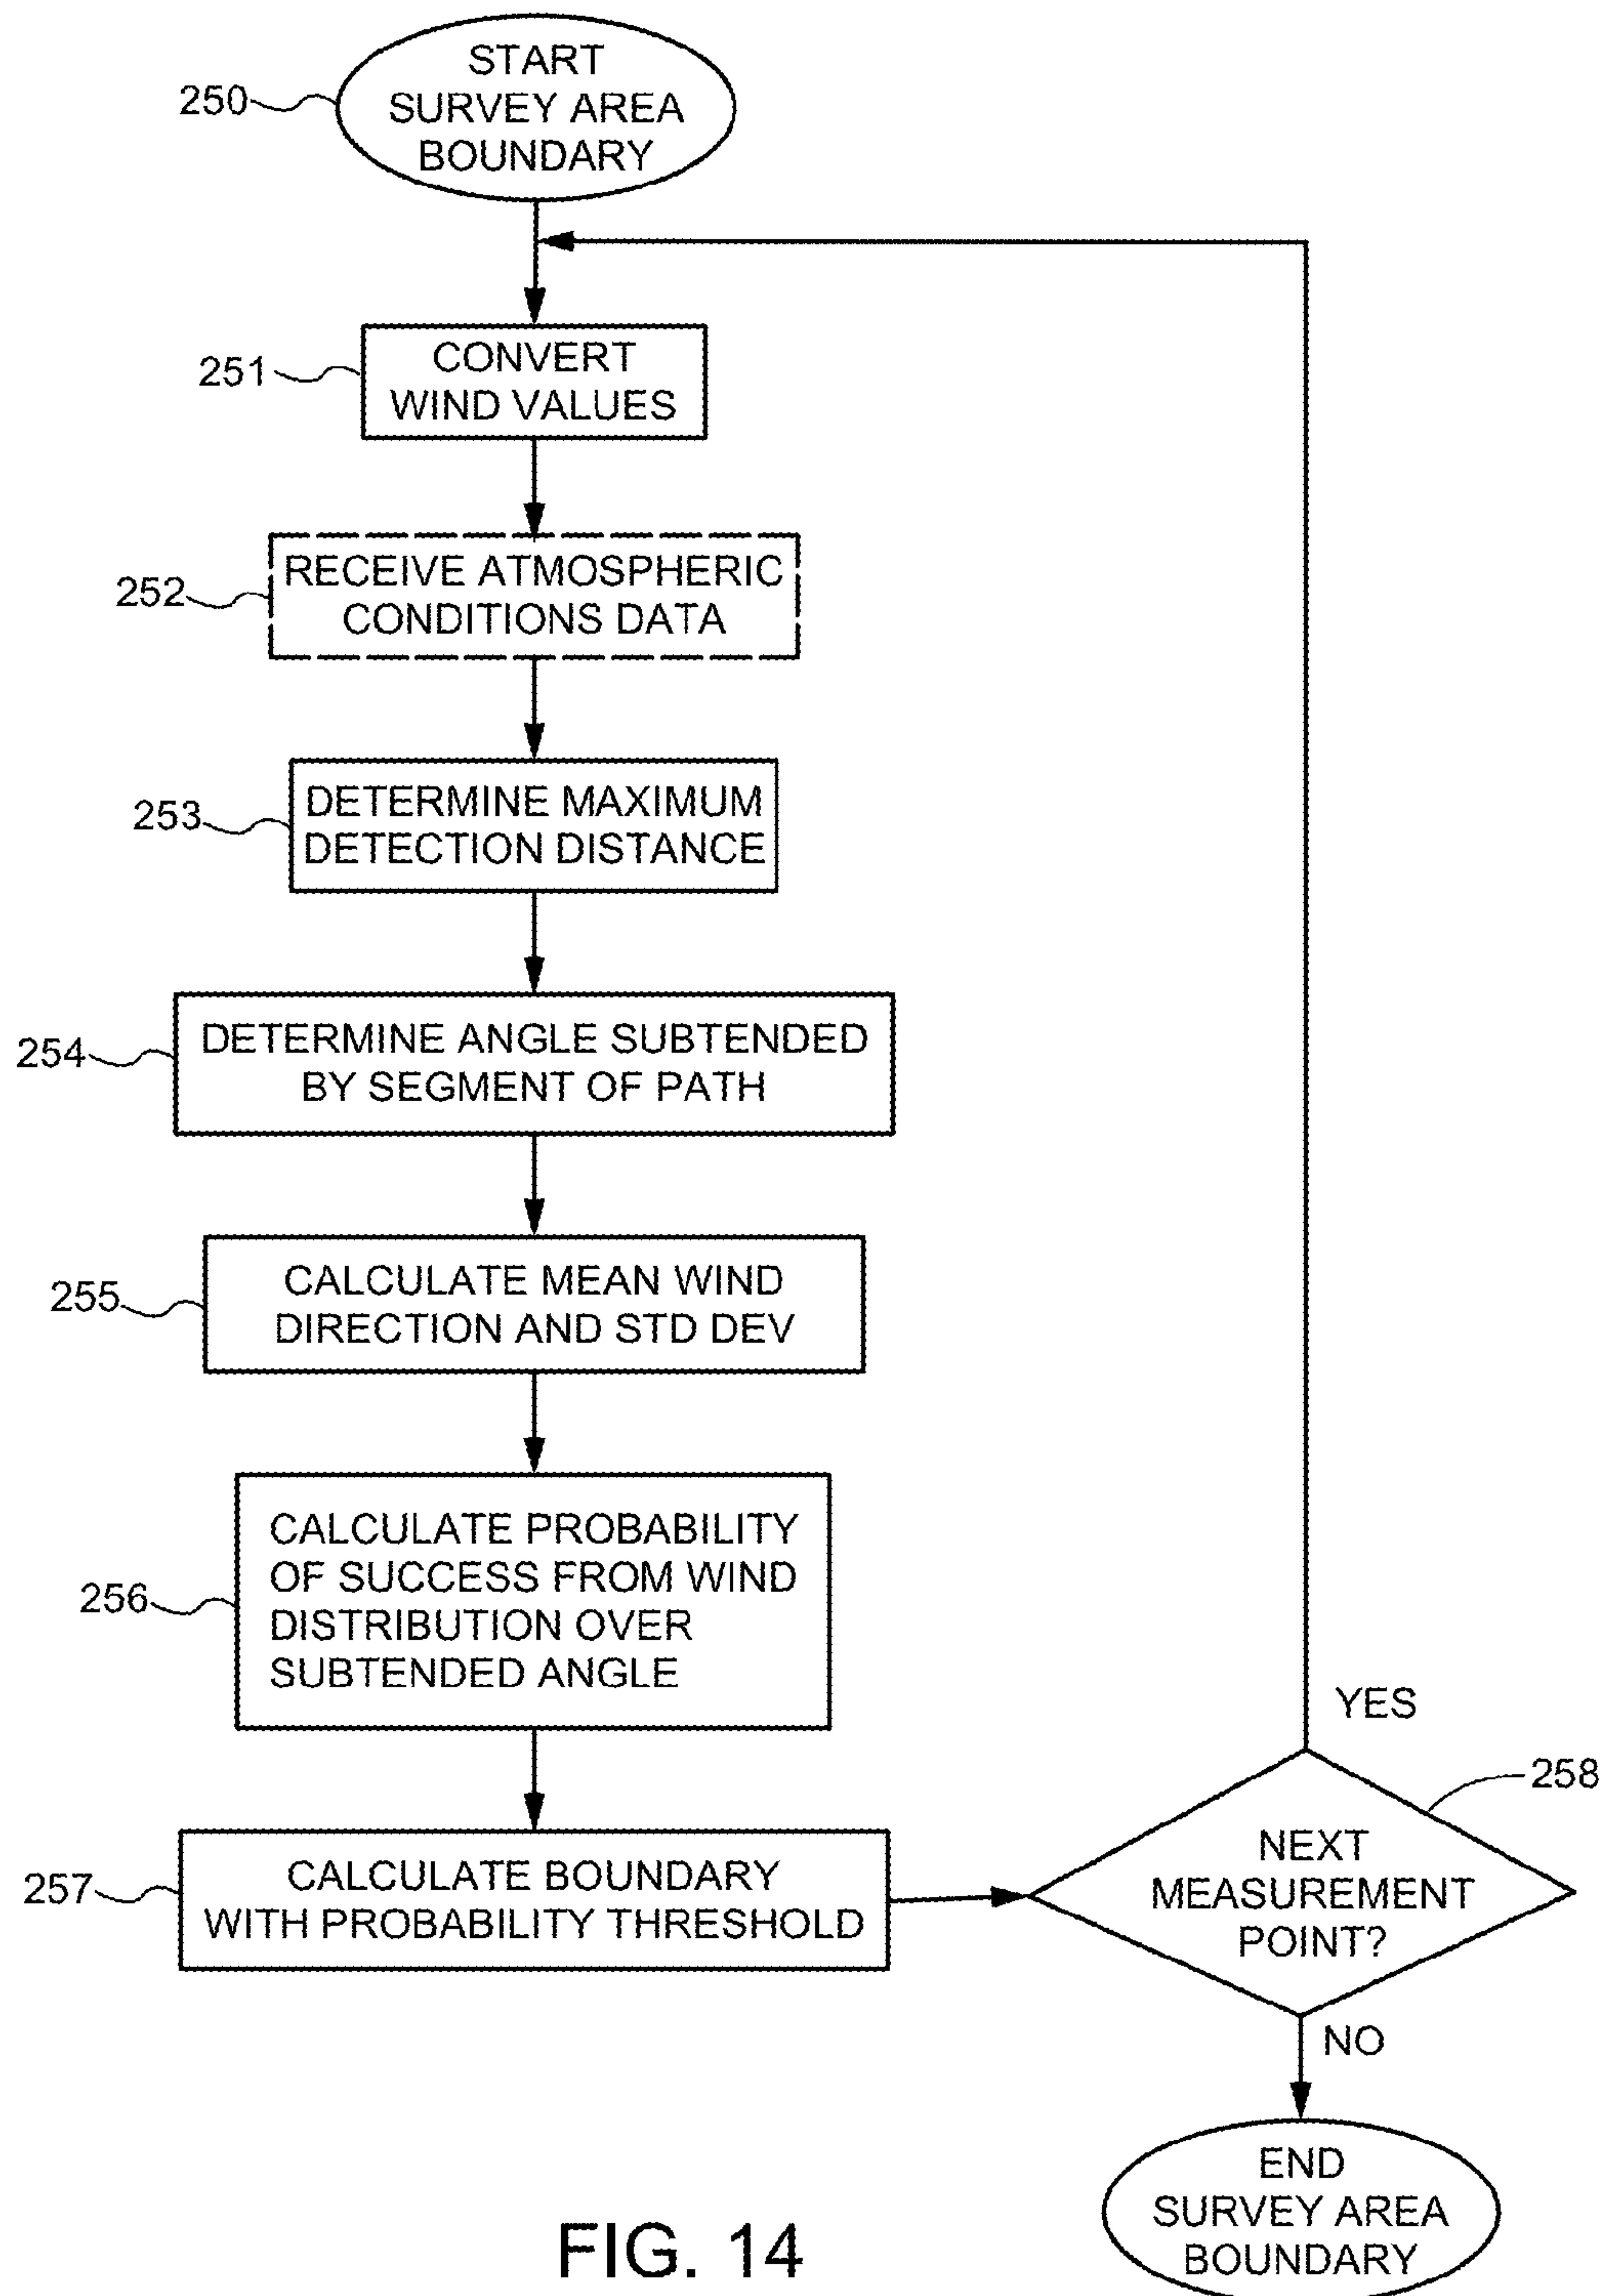 START
SURVEY AREA
BOUNDARY
250
CONVERT
WIND VALUES
251
RECEIVE ATMOSPHERIC
CONDITIONS DATA
252
DETERMINE MAXIMUM
DETECTION DISTANCE
253
DETERMINE ANGLE SUBTENDED
BY SEGMENT OF PATH
254
CALCULATE MEAN WIND
DIRECTION AND STD DEV
255
CALCULATE PROBABILITY
OF SUCCESS FROM WIND
DISTRIBUTION OVER
SUBTENDED ANGLE
256
CALCULATE BOUNDARY
WITH PROBABILITY THRESHOLD
257
YES
258
NEXT
MEASUREMENT
POINT?
NO
END
SURVEY AREA
BOUNDARY
FIG. 14